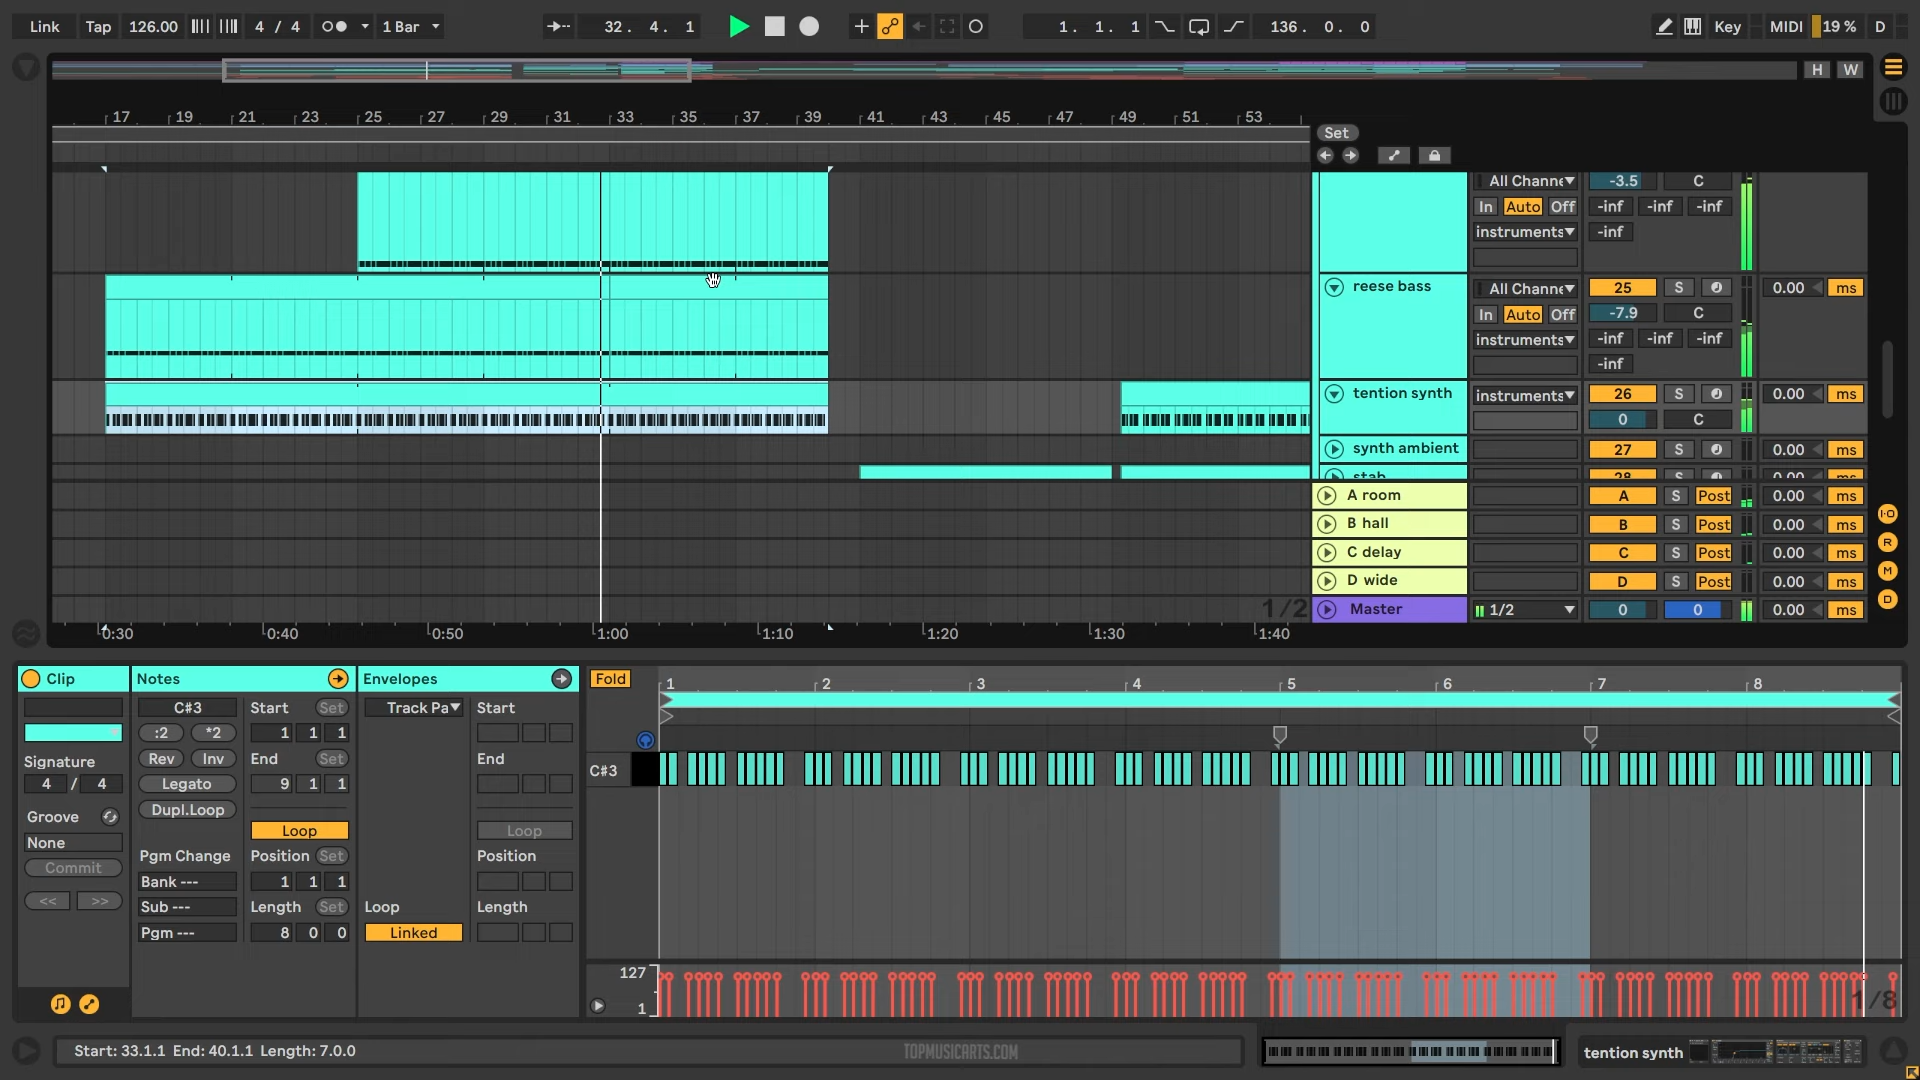 Link Tap 126.00 4 / 4 1 Bar 32. 4. 1 1. 1. 1 136. 0. 0 Key MIDI 19 % D
H W
17 19 21 23 25 27 29 31 33 35 37 39 41 43 45 47 49 51 53
Set
All Channe -3.5 C
In Auto Off -inf -inf -inf
instruments -inf
reese bass All Channe 25 S 0.00 ms
In Auto Off -7.9 C
instruments -inf -inf -inf
-inf
tention synth instruments 26 S 0.00 ms
0 C
synth ambient 27 S 0.00 ms
stab 28 S 0.00 ms
A room A S Post 0.00 ms
B hall B S Post 0.00 ms
C delay C S Post 0.00 ms
D wide D S Post 0.00 ms
1/2 Master 1/2 0 0 0.00 ms
0:30 0:40 0:50 1:00 1:10 1:20 1:30 1:40
I·O
R
M
D
Clip Notes Envelopes Fold 1 2 3 4 5 6 7 8
C#3 Start Set Track Pa Start
:2 *2 1 1 1
Signature Rev Inv End Set End
4 / 4 Legato 9 1 1
Groove Dupl.Loop
None Loop Loop
Commit Pgm Change Position Set Position
<< >> Bank --- 1 1 1
Sub --- Length Set Loop Length
Pgm --- 8 0 0 Linked
C#3
127
1
1/8
Start: 33.1.1 End: 40.1.1 Length: 7.0.0 TOPMUSICARTS.COM tention synth